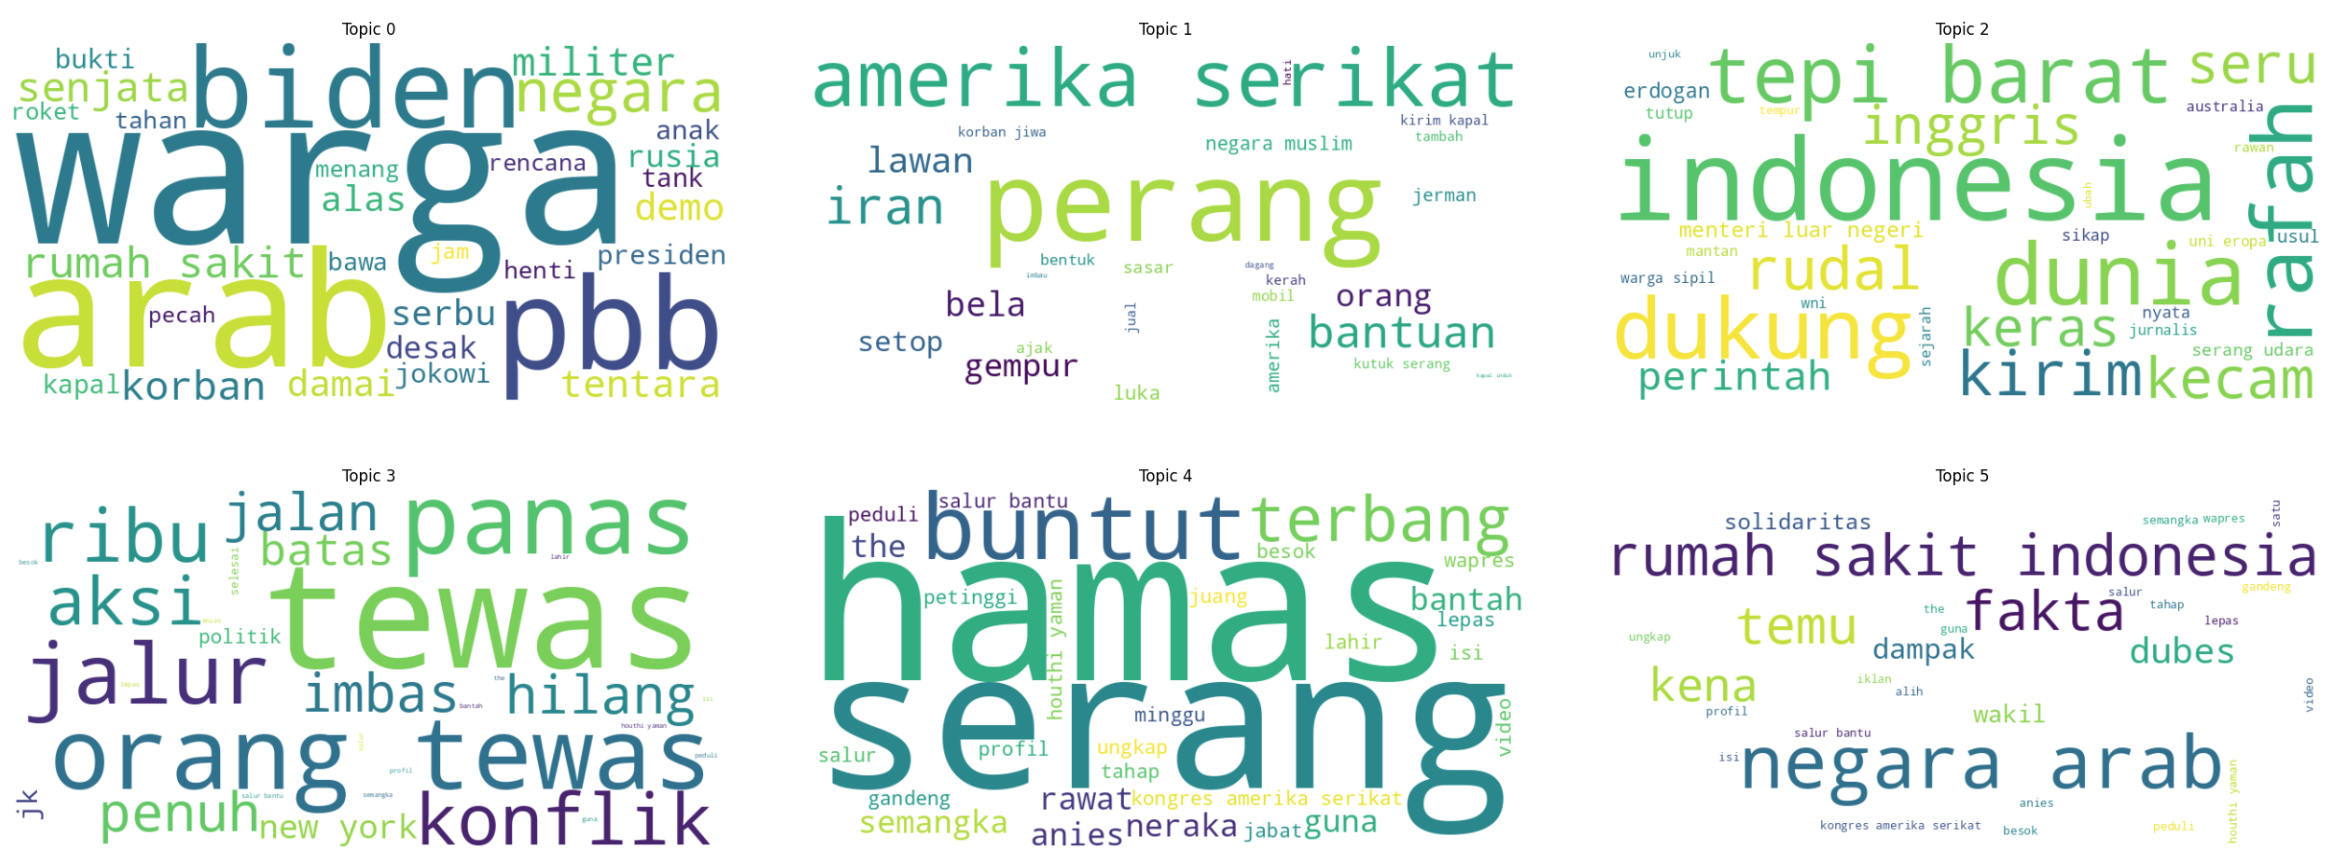 Topic 0
bukti
biden
militer
senjata
negara
roket
tahan
warga
anak
menang
rencana
rusia
tank
alas
demo
rumah sakit
bawa
jam
henti
presiden
arab
pecah
serbu
pbb
desak
kapal
korban
damai
jokowi
tentara
Topic 1
amerika serikat
hati
korban jiwa
kirim kapal
tambah
negara muslim
lawan
perang
iran
jerman
bentuk
sasar
dagang
imbau
kerah
bela
mobil
orang
jual
setop
ajak
amerika
bantuan
gempur
kutuk serang
kapal induk
luka
Topic 2
unjuk
tepi barat
seru
erdogan
tempur
australia
tutup
inggris
rafah
indonesia
rawan
ubah
menteri luar negeri
sikap
uni eropa
usul
mantan
warga sipil
rudal
dunia
wni
dukung
sejarah
keras
nyata
jurnalis
serang udara
perintah
kirim
kecam
Topic 3
ribu
jalan
panas
batas
lahir
besok
selesai
tewas
aksi
anies
politik
jalur
lepas
imbas
the
hilang
isi
bantah
houthi yaman
orang tewas
salur
peduli
profil
jk
salur bantu
semangka
penuh
new york
konflik
guna
Topic 4
peduli
salur bantu
buntut
terbang
the
besok
wapres
hamas
petinggi
houthi yaman
juang
bantah
lepas
lahir
isi
serang
minggu
video
salur
profil
ungkap
tahap
gandeng
rawat
kongres amerika serikat
semangka
anies
neraka
jabat
guna
Topic 5
solidaritas
semangka
wapres
satu
rumah sakit indonesia
gandeng
salur
the
fakta
tahap
temu
guna
lepas
ungkap
dampak
dubes
kena
iklan
alih
video
profil
wakil
salur bantu
isi
negara arab
houthi yaman
anies
kongres amerika serikat
besok
peduli